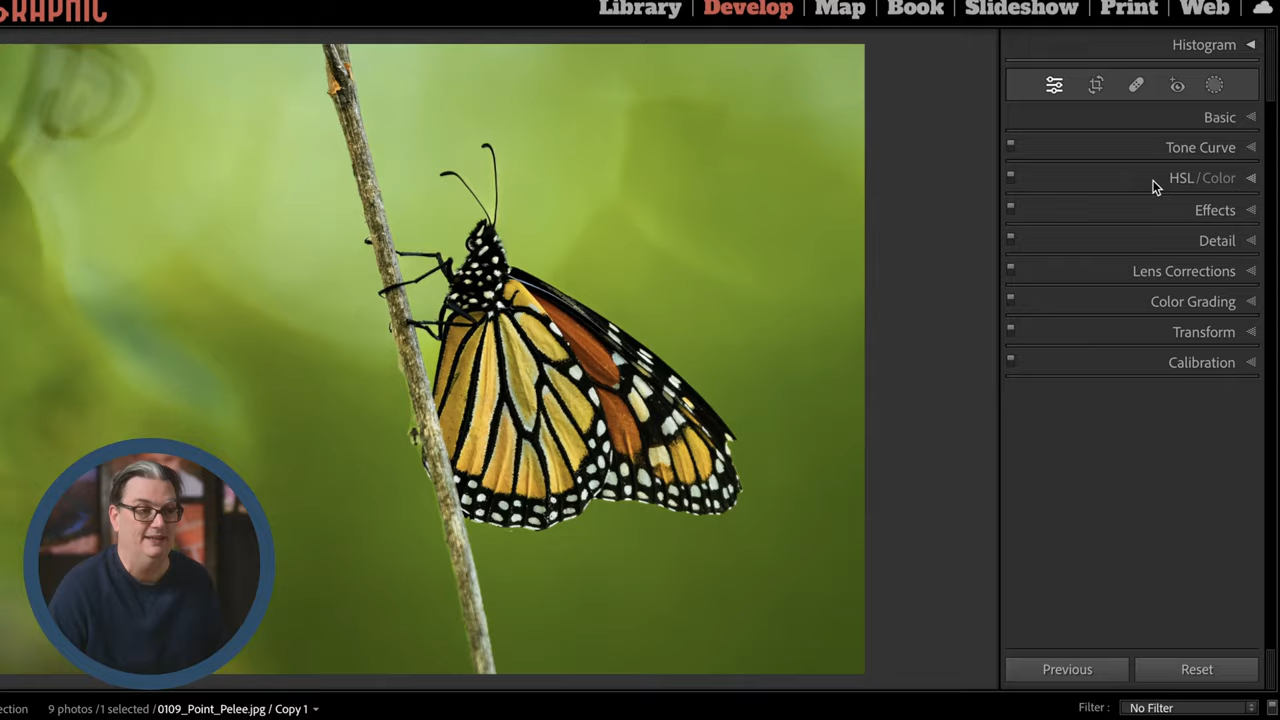 GRAPHIC
Library | Develop | Map | Book | Slideshow | Print | Web
Histogram
Basic
Tone Curve
HSL / Color
Effects
Detail
Lens Corrections
Color Grading
Transform
Calibration
Previous Reset
ection 9 photos / 1 selected / 0109_Point_Pelee.jpg / Copy 1 Filter : No Filter